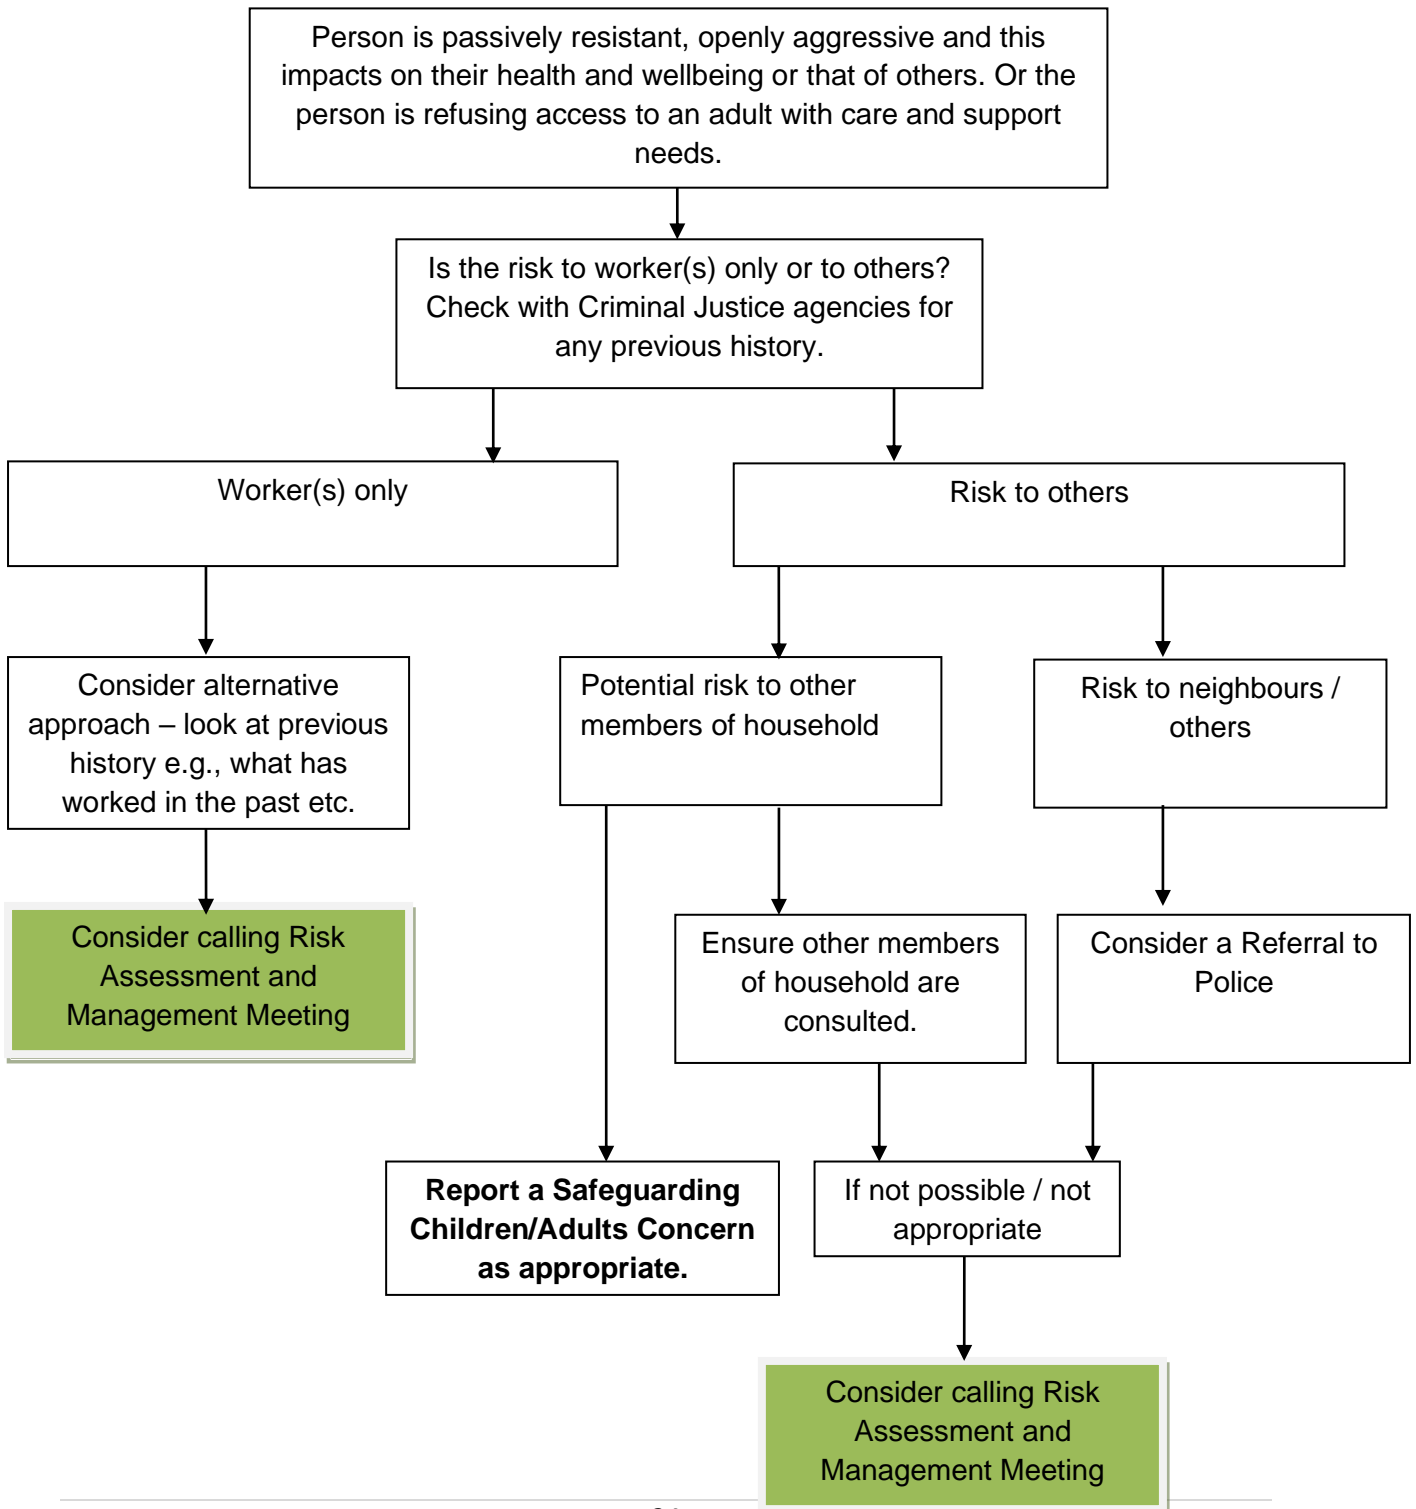 Person is passively resistant, openly aggressive and this
impacts on their health and wellbeing or that of others. Or the
person is refusing access to an adult with care and support
needs.
Is the risk to worker(s) only or to others?
Check with Criminal Justice agencies for
any previous history.
Worker(s) only
Risk to others
Consider alternative
approach – look at previous
history e.g., what has
worked in the past etc.
Potential risk to other
members of household
Risk to neighbours /
others
Consider calling Risk
Assessment and
Management Meeting
Ensure other members
of household are
consulted.
Consider a Referral to
Police
Report a Safeguarding
Children/Adults Concern
as appropriate.
If not possible / not
appropriate
Consider calling Risk
Assessment and
Management Meeting